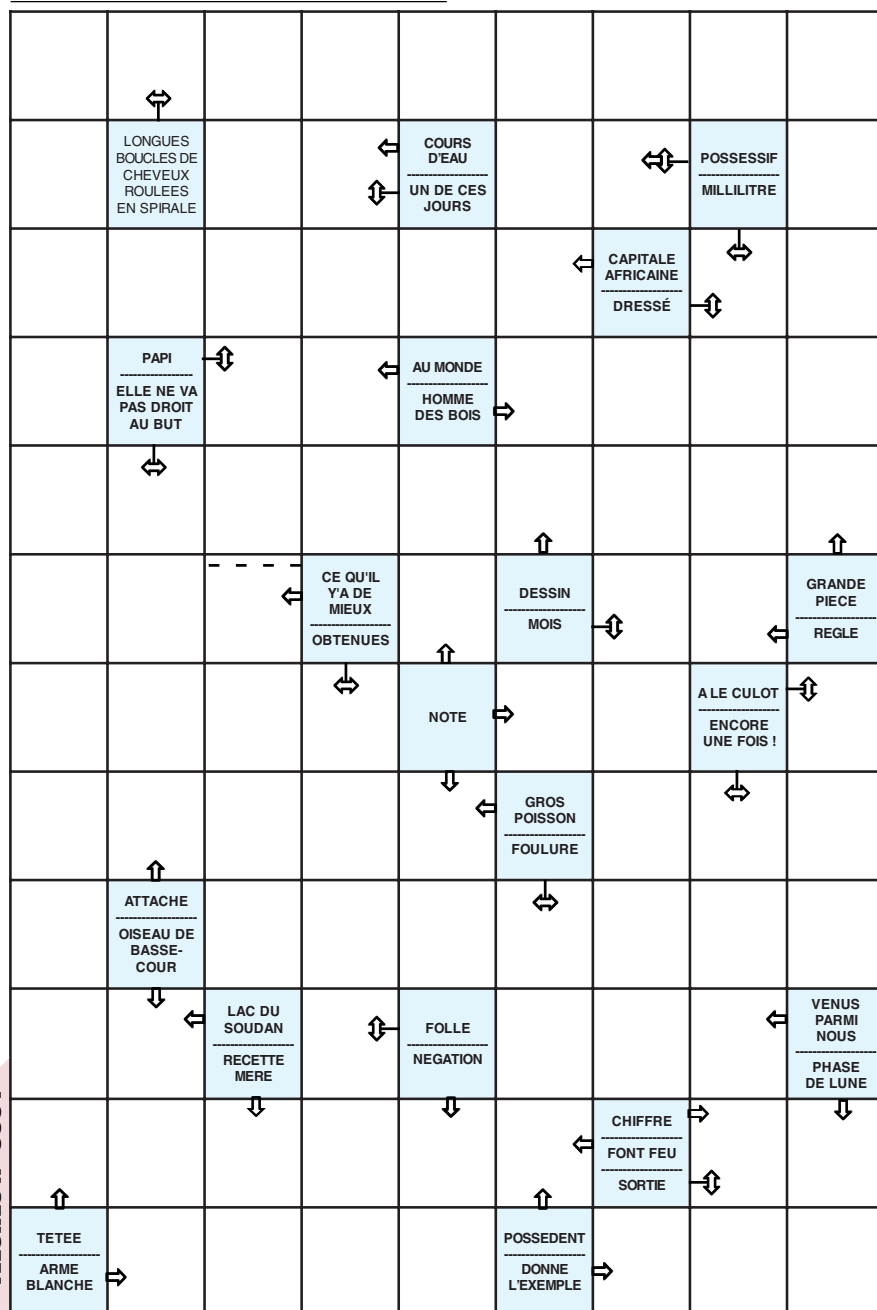 LONGUES
BOUCLES DE
CHEVEUX
ROULEES
EN SPIRALE
COURS
D'EAU
UN DE CES
JOURS
POSSESSIF
MILLILITRE
CAPITALE
AFRICAINE
DRESSÉ
PAPI
ELLE NE VA
PAS DROIT
AU BUT
AU MONDE
HOMME
DES BOIS
CE QU'IL
Y'A DE
MIEUX
OBTENUES
DESSIN
MOIS
GRANDE
PIECE
REGLE
NOTE
A LE CULOT
ENCORE
UNE FOIS !
GROS
POISSON
FOULURE
ATTACHE
OISEAU DE
BASSE-
COUR
LAC DU
SOUDAN
RECETTE
MERE
FOLLE
NEGATION
VENUS
PARMI
NOUS
PHASE
DE LUNE
CHIFFRE
FONT FEU
SORTIE
TETEE
ARME
BLANCHE
POSSEDENT
DONNE
L'EXEMPLE